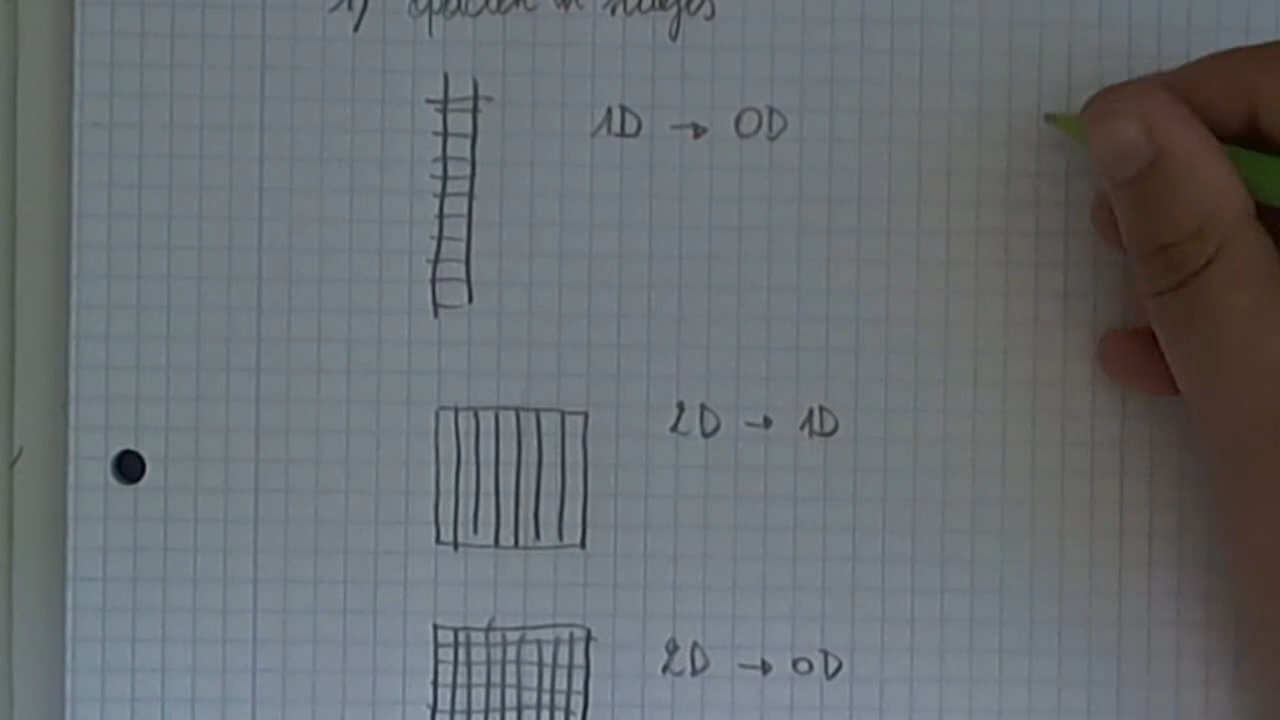 1D → 0D
2D → 1D
2D → 0D